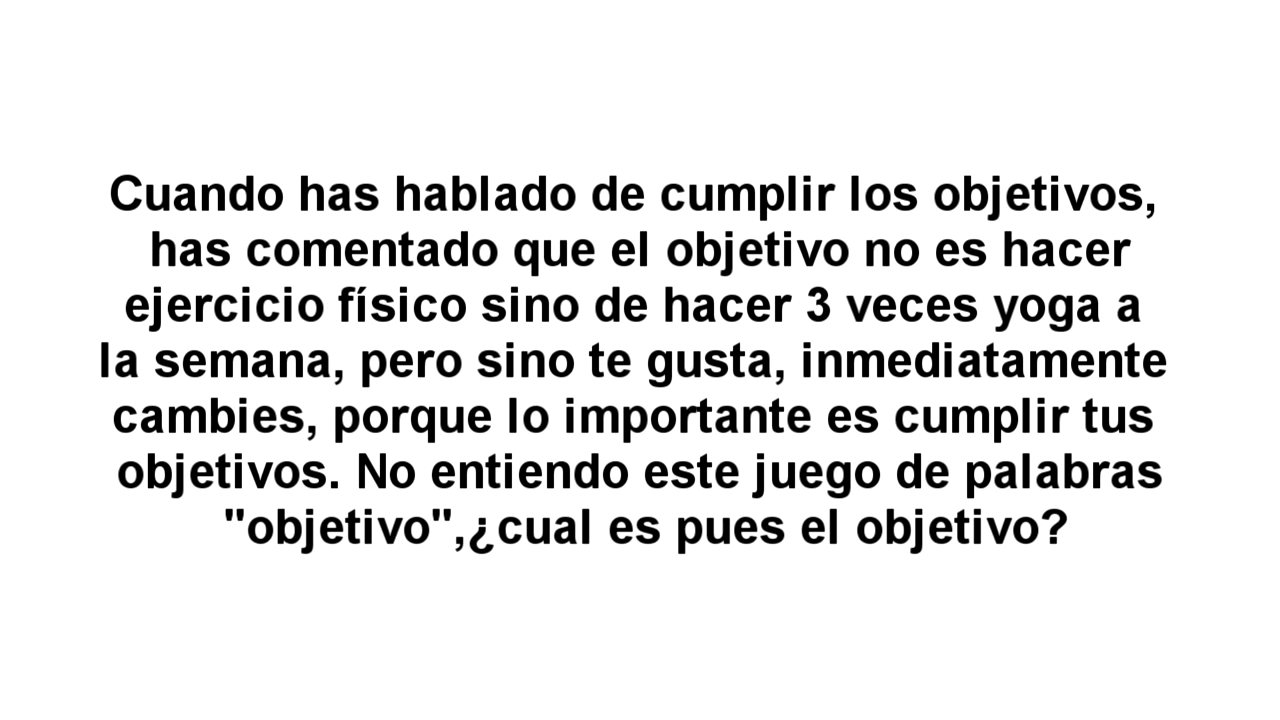 Cuando has hablado de cumplir los objetivos,
has comentado que el objetivo no es hacer
ejercicio físico sino de hacer 3 veces yoga a
la semana, pero sino te gusta, inmediatamente
cambies, porque lo importante es cumplir tus
objetivos. No entiendo este juego de palabras
"objetivo",¿cual es pues el objetivo?